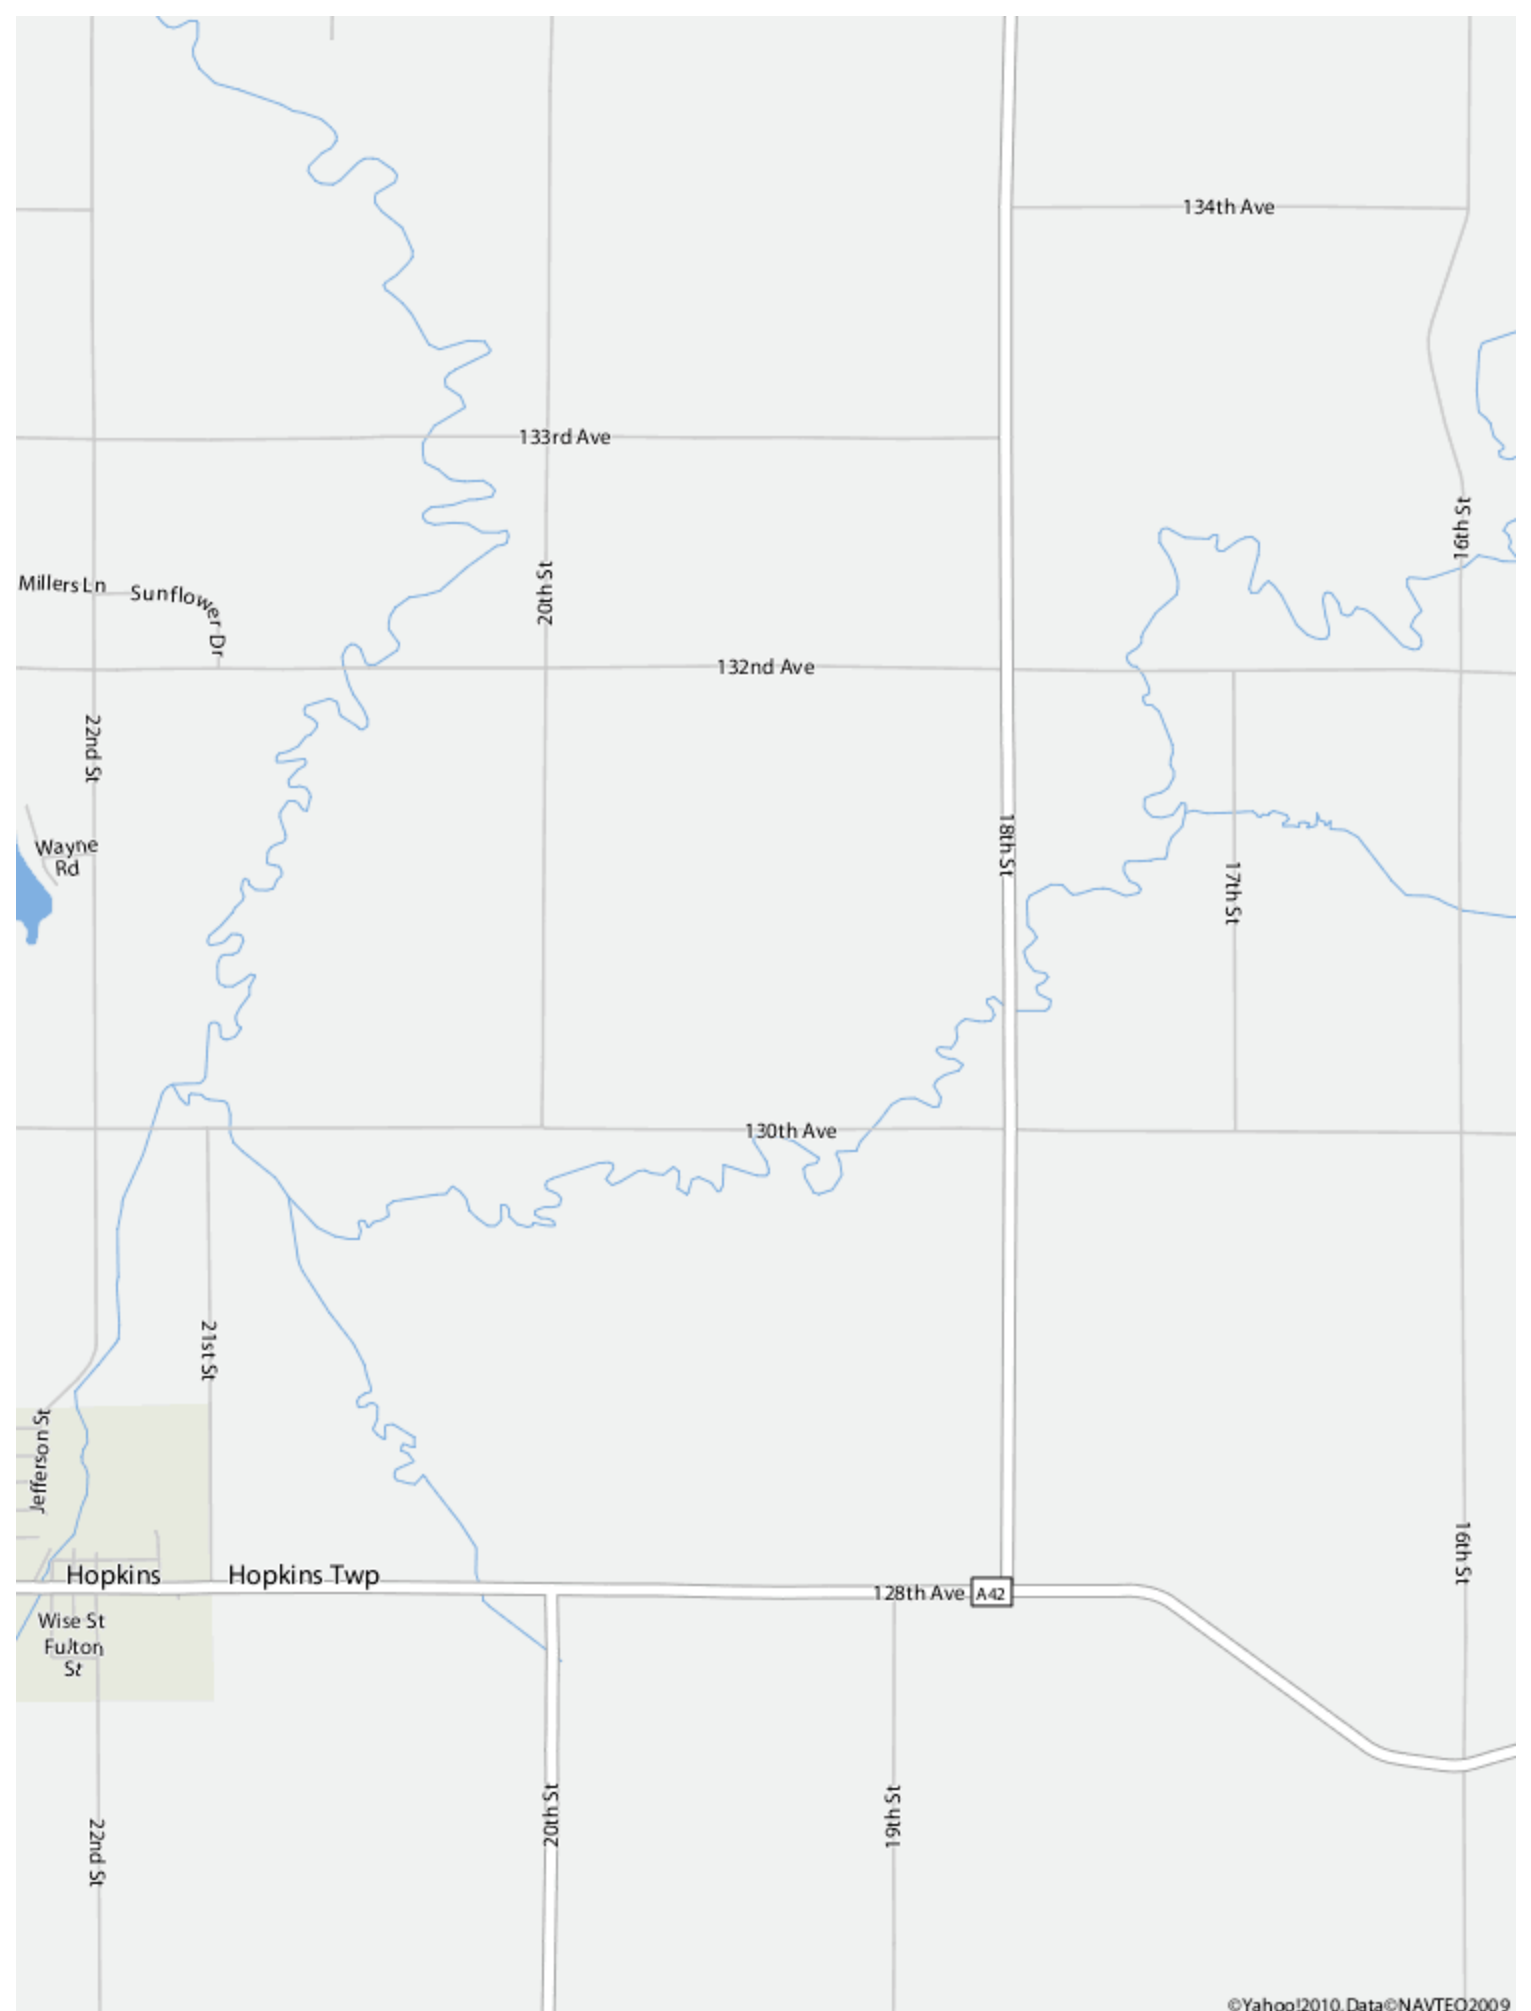 134th Ave
133rd Ave
16th St
20th St
Millers Ln
Sunflower Dr
132nd Ave
22nd St
18th St
Wayne
Rd
17th St
130th Ave
21st St
Jefferson St
16th St
Hopkins
Hopkins Twp
128th Ave
A42
Wise St
Fulton
St
20th St
19th St
22nd St
©Yahoo!2010, Data©NAVTEQ2009